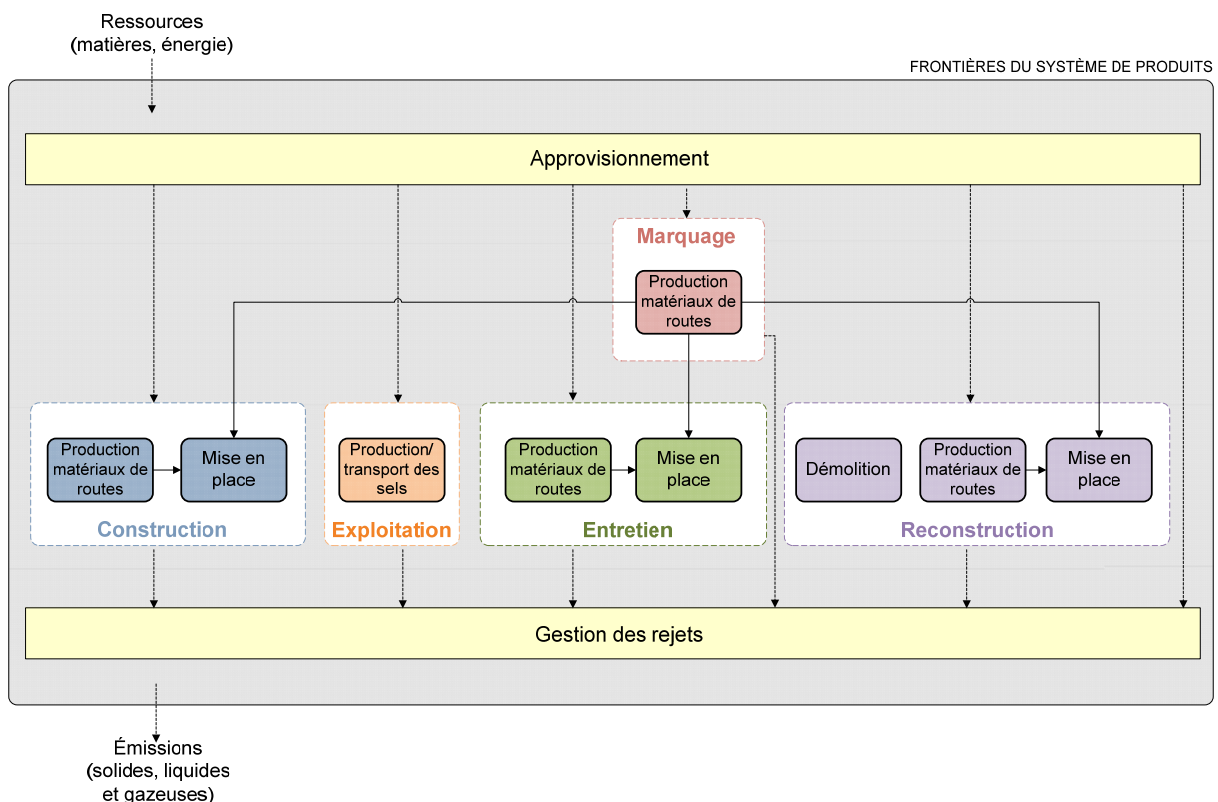 Ressources
(matières, énergie)
FRONTIÈRES DU SYSTÈME DE PRODUITS
Approvisionnement
Marquage
Production
matériaux de
routes
Production
matériaux de
routes
Mise en
place
Construction
Production/
transport des
sels
Exploitation
Production
matériaux de
routes
Mise en
place
Entretien
Démolition
Production
matériaux de
routes
Mise en
place
Reconstruction
Gestion des rejets
Émissions
(solides, liquides
et gazeuses)